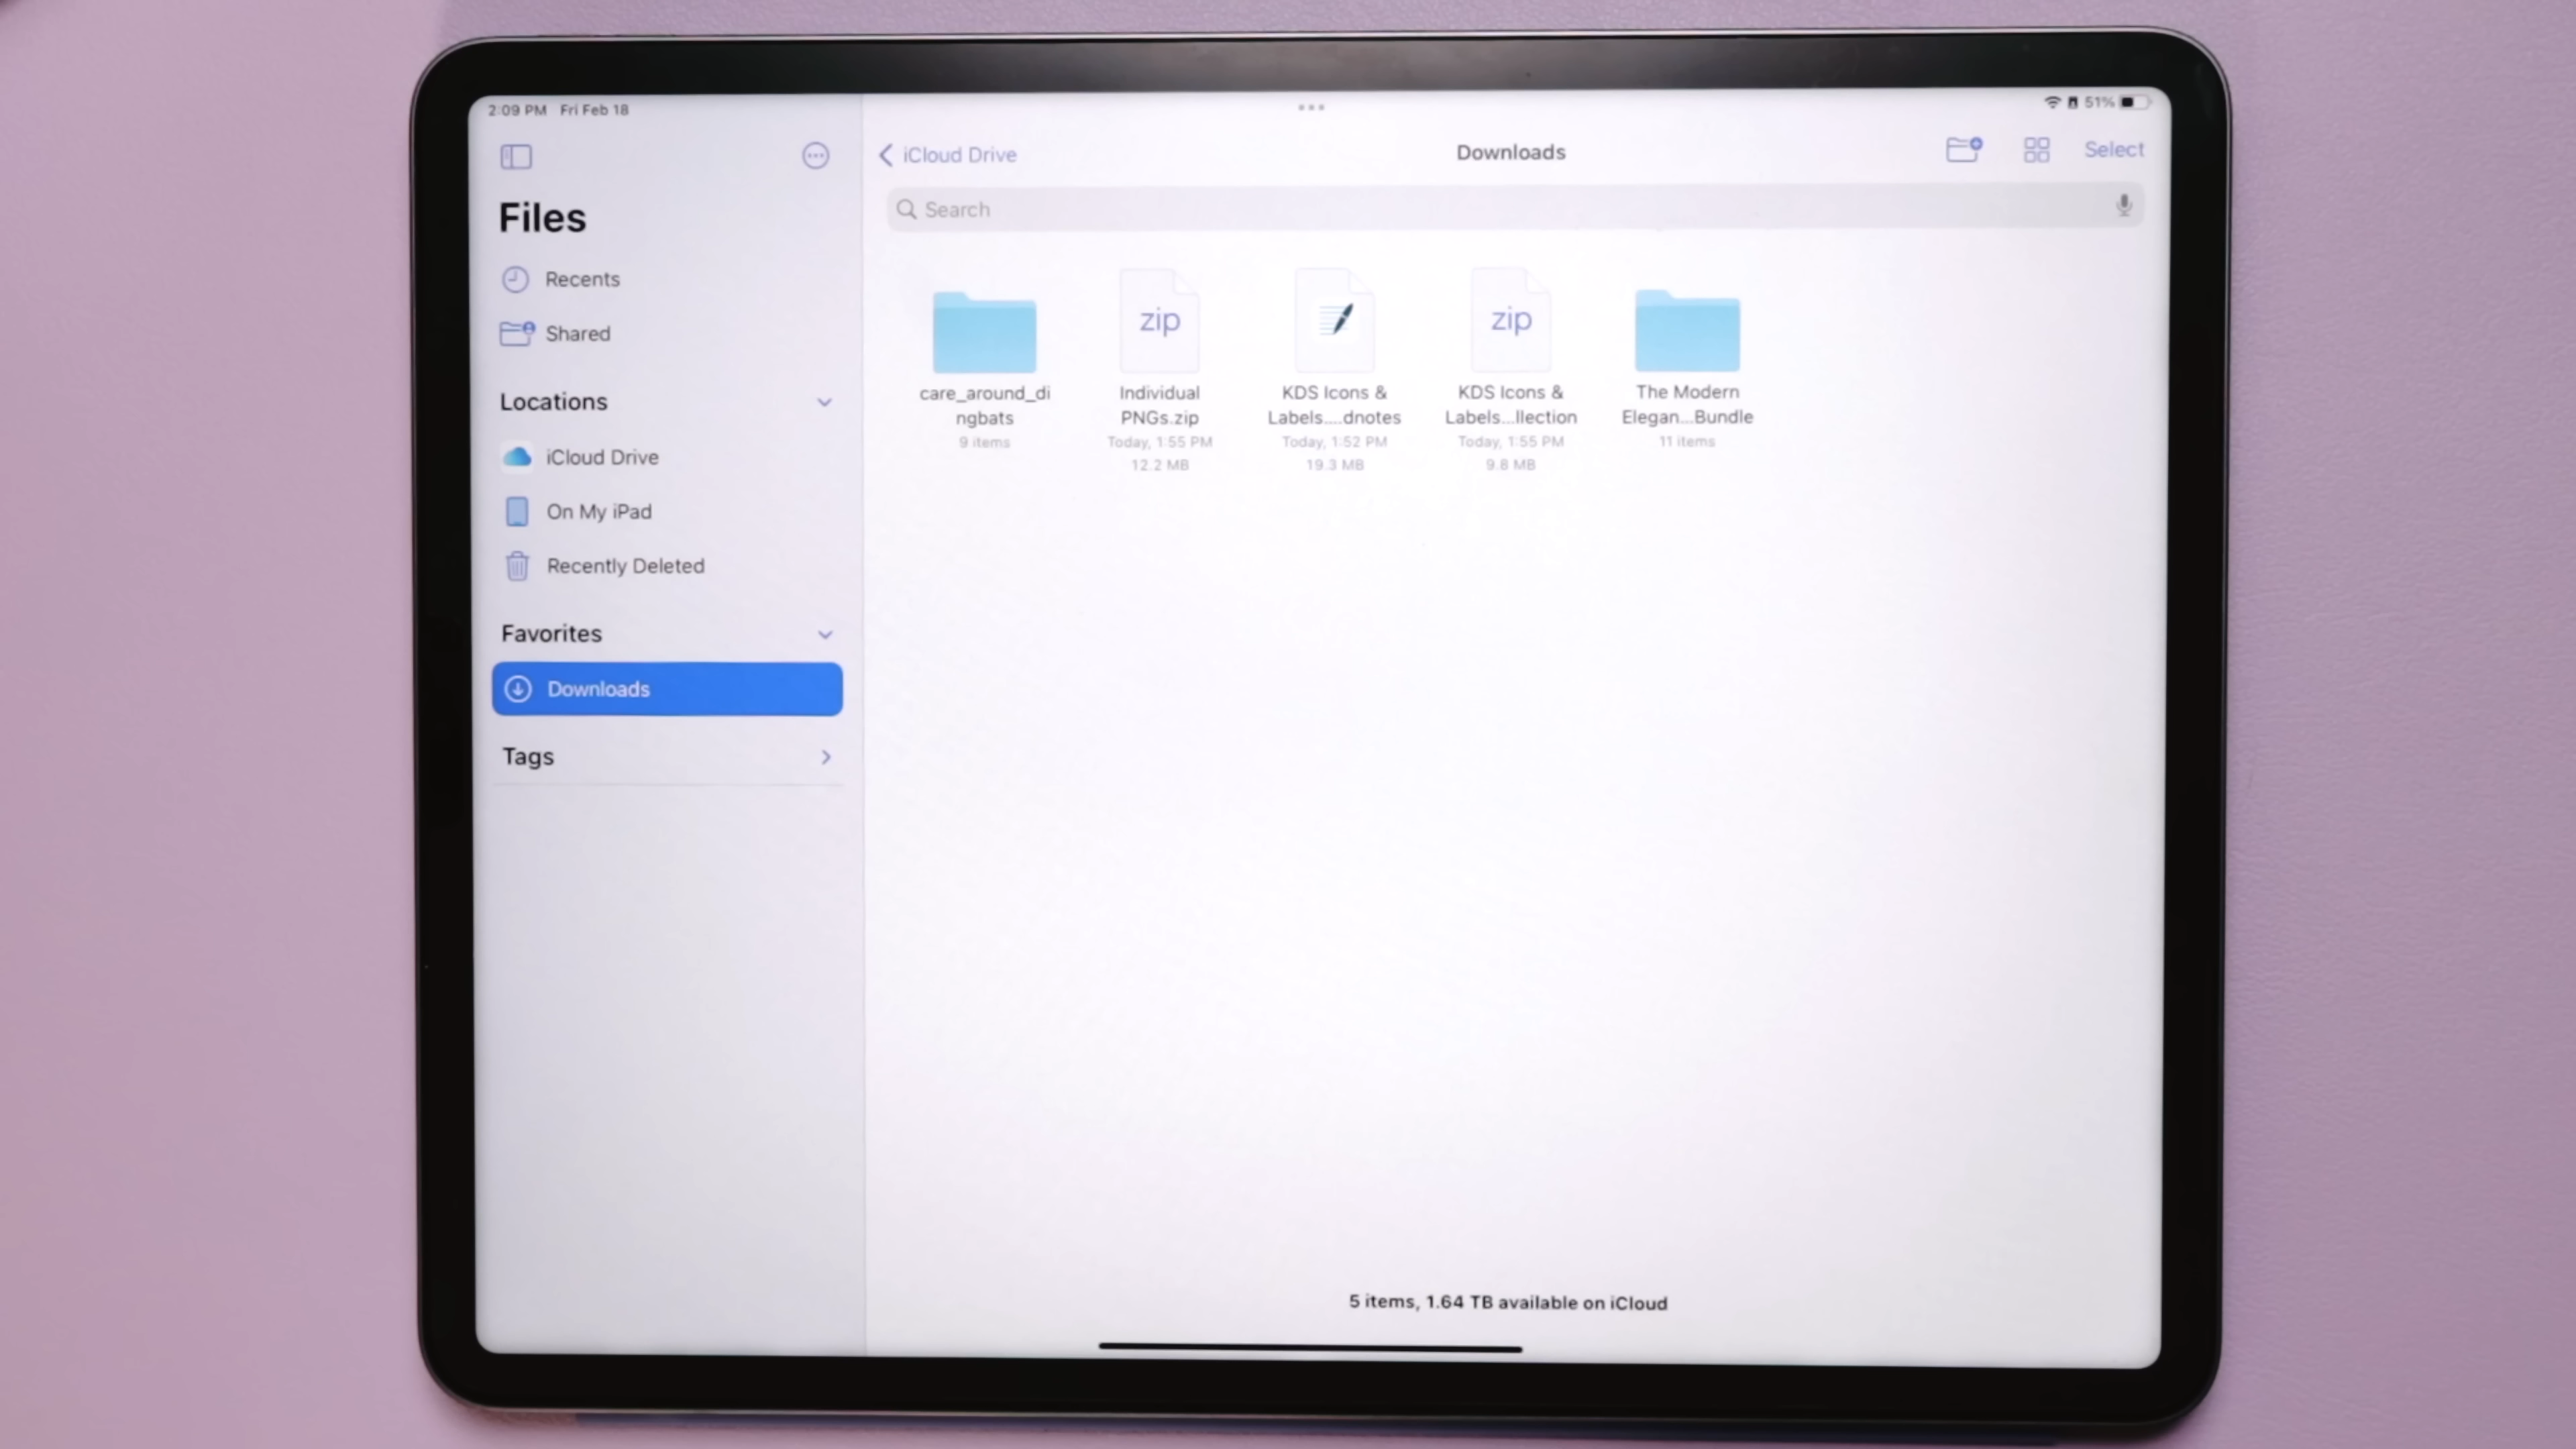 2:09 PM Fri Feb 18
51%
Files
Recents
Shared
Locations
iCloud Drive
On My iPad
Recently Deleted
Favorites
Downloads
Tags
iCloud Drive
Downloads
Select
Search
care_around_di
ngbats
9 items
zip
Individual
PNGs.zip
Today, 1:55 PM
12.2 MB
KDS Icons &
Labels....dnotes
Today, 1:52 PM
19.3 MB
zip
KDS Icons &
Labels...llection
Today, 1:55 PM
9.8 MB
The Modern
Elegan...Bundle
11 items
5 items, 1.64 TB available on iCloud